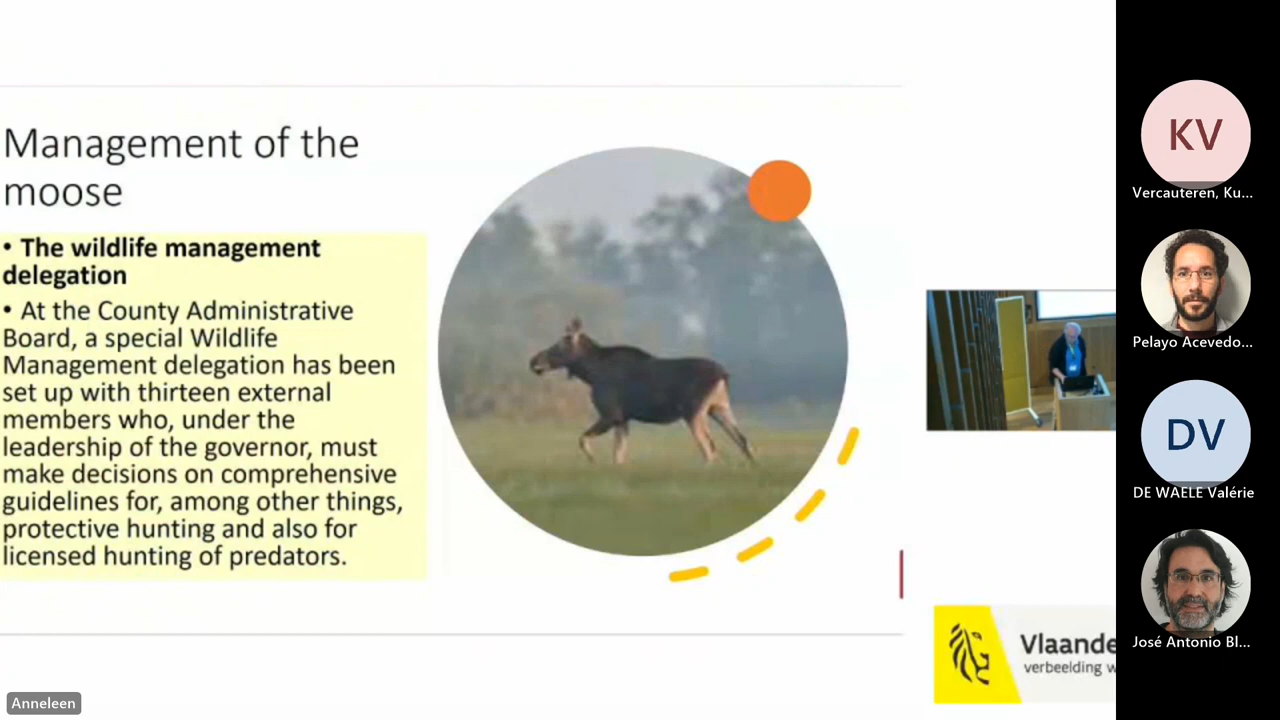 Management of the
moose
• The wildlife management
delegation
• At the County Administrative
Board, a special Wildlife
Management delegation has been
set up with thirteen external
members who, under the
leadership of the governor, must
make decisions on comprehensive
guidelines for, among other things,
protective hunting and also for
licensed hunting of predators.
KV
Vercauteren, Ku...
Pelayo Acevedo...
DV
DE WAELE Valérie
José Antonio Bl...
Vlaande
verbeelding w
Anneleen